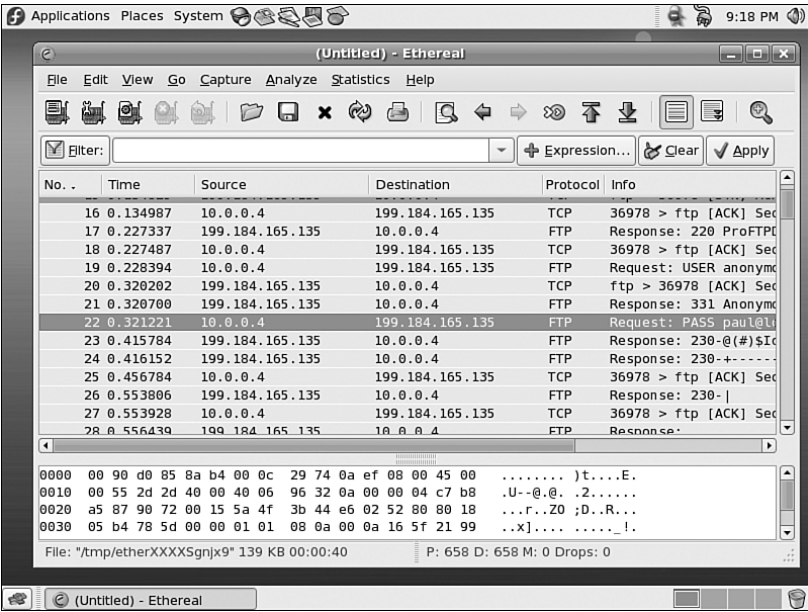 Applications Places System 9:18 PM
(Untitled) - Ethereal
File Edit View Go Capture Analyze Statistics Help
Filter: Expression... Clear Apply
No. . Time Source Destination Protocol Info
16 0.134987 10.0.0.4 199.184.165.135 TCP 36978 > ftp [ACK] Seq
17 0.227337 199.184.165.135 10.0.0.4 FTP Response: 220 ProFTPD
18 0.227487 10.0.0.4 199.184.165.135 TCP 36978 > ftp [ACK] Seq
19 0.228394 10.0.0.4 199.184.165.135 FTP Request: USER anonymo
20 0.320202 199.184.165.135 10.0.0.4 TCP ftp > 36978 [ACK] Seq
21 0.320700 199.184.165.135 10.0.0.4 FTP Response: 331 Anonymo
22 0.321221 10.0.0.4 199.184.165.135 FTP Request: PASS paul@lo
23 0.415784 199.184.165.135 10.0.0.4 FTP Response: 230-@(#)$Id
24 0.416152 199.184.165.135 10.0.0.4 FTP Response: 230-+------
25 0.456784 10.0.0.4 199.184.165.135 TCP 36978 > ftp [ACK] Seq
26 0.553806 199.184.165.135 10.0.0.4 FTP Response: 230-|
27 0.553928 10.0.0.4 199.184.165.135 TCP 36978 > ftp [ACK] Seq
28 0.556439 199.184.165.135 10.0.0.4 FTP Response:
0000 00 90 d0 85 8a b4 00 0c 29 74 0a ef 08 00 45 00 ........ )t....E.
0010 00 55 2d 2d 40 00 40 06 96 32 0a 00 00 04 c7 b8 .U--@.@. .2......
0020 a5 87 90 72 00 15 5a 4f 3b 44 e6 02 52 80 80 18 ...r..ZO ;D..R...
0030 05 b4 78 5d 00 00 01 01 08 0a 00 0a 16 5f 21 99 ..x].... ....._!.
File: "/tmp/etherXXXXSgnjx9" 139 KB 00:00:40 P: 658 D: 658 M: 0 Drops: 0
(Untitled) - Ethereal